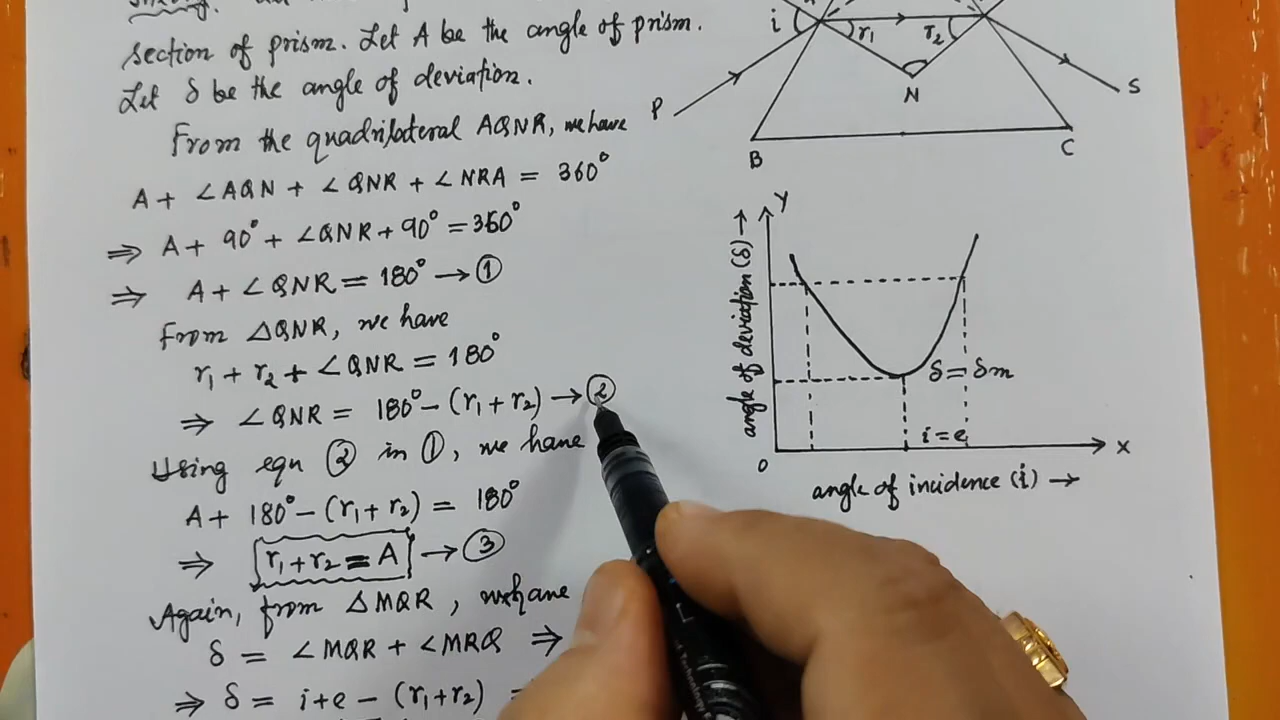 section of prism. Let A be the angle of prism.
Let δ be the angle of deviation.
From the quadrilateral AQNR, we have
A + ∠AQN + ∠QNR + ∠NRA = 360°
⇒ A + 90° + ∠QNR + 90° = 360°
⇒ A + ∠QNR = 180° → ①
From ΔQNR, we have
r₁ + r₂ + ∠QNR = 180°
⇒ ∠QNR = 180° − (r₁ + r₂) → ②
Using eqn ② in ①, we have
A + 180° − (r₁ + r₂) = 180°
⇒ r₁ + r₂ = A → ③
Again, from ΔMQR, we have
δ = ∠MQR + ∠MRQ ⇒
⇒ δ = i + e − (r₁ + r₂)
i r₁ r₂
P N S
B C
Y
angle of deviation (δ) →
δ = δm
i = e
O X
angle of incidence (i) →